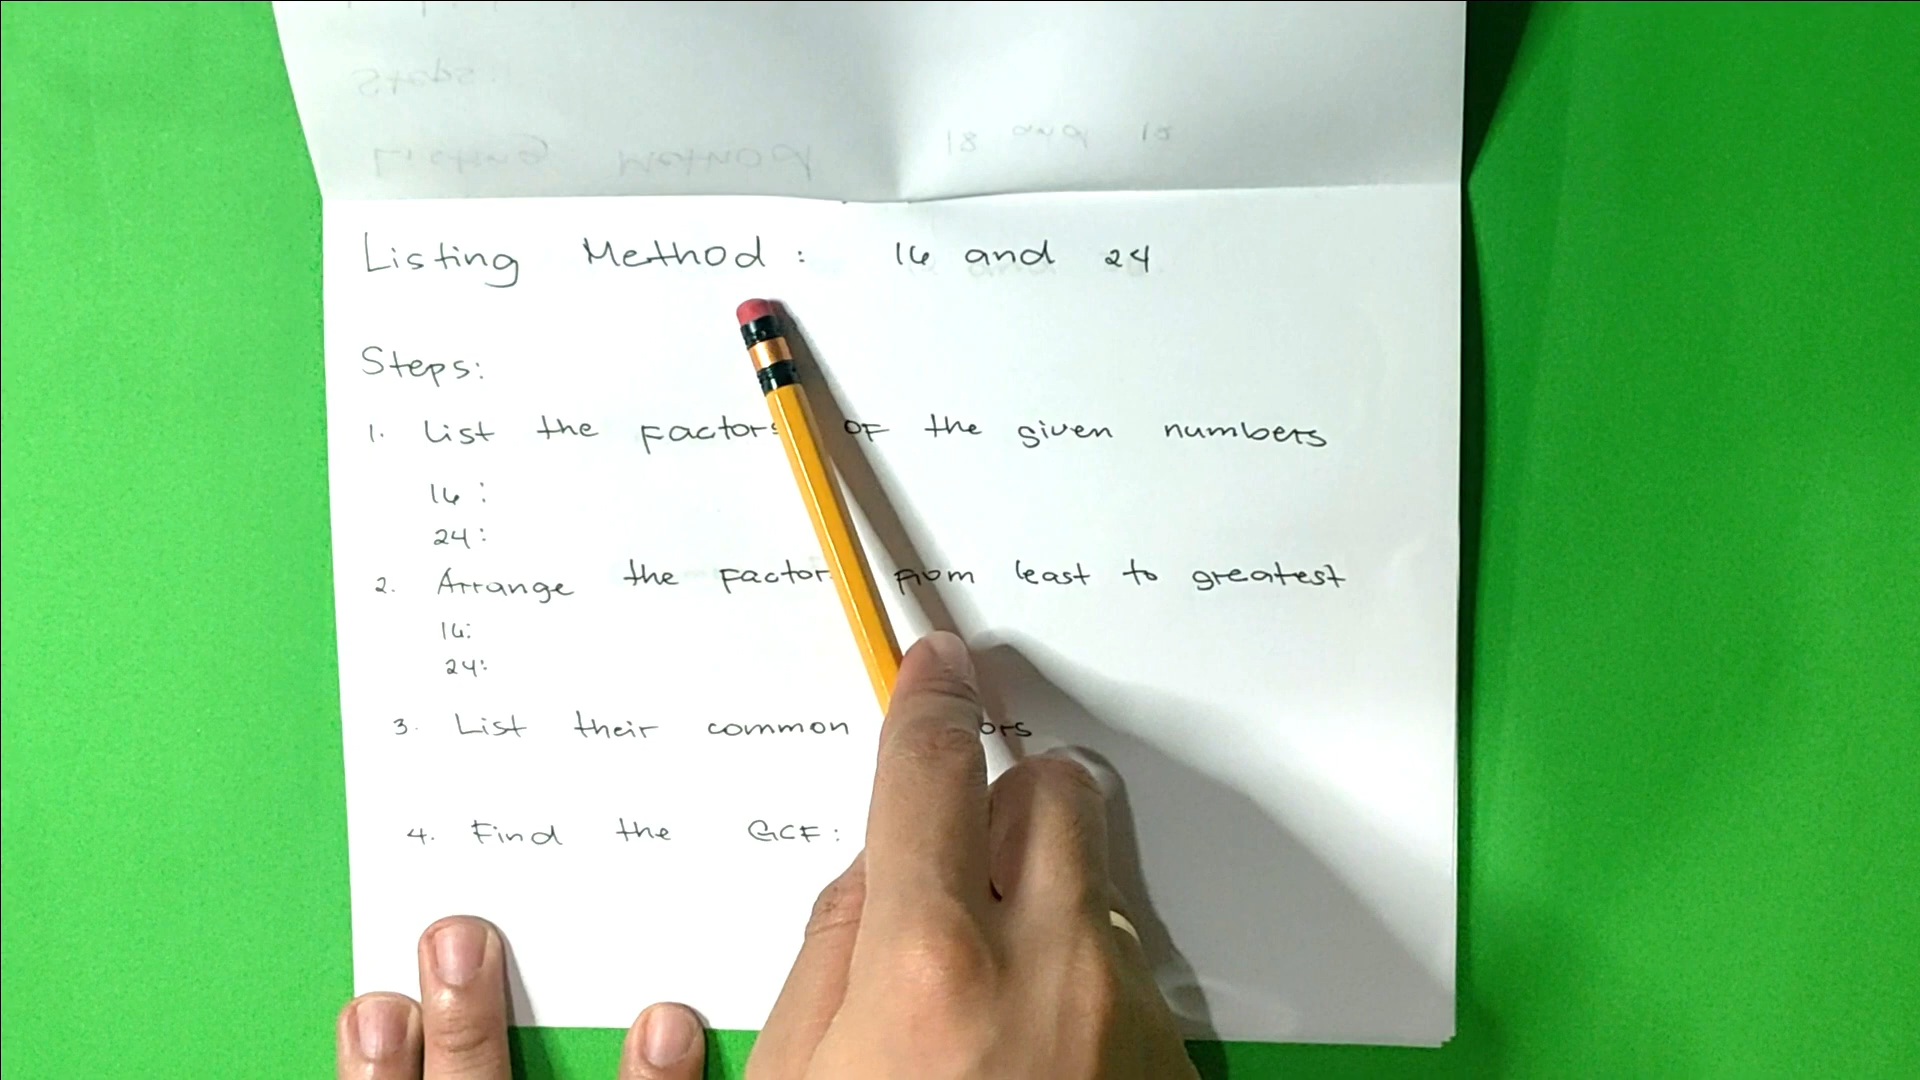 Listing Method : 16 and 24
Steps:
1. List the factors of the given numbers
16 :
24 :
2. Arrange the factor from least to greatest
16:
24:
3. List their common ors
4. Find the GCF :